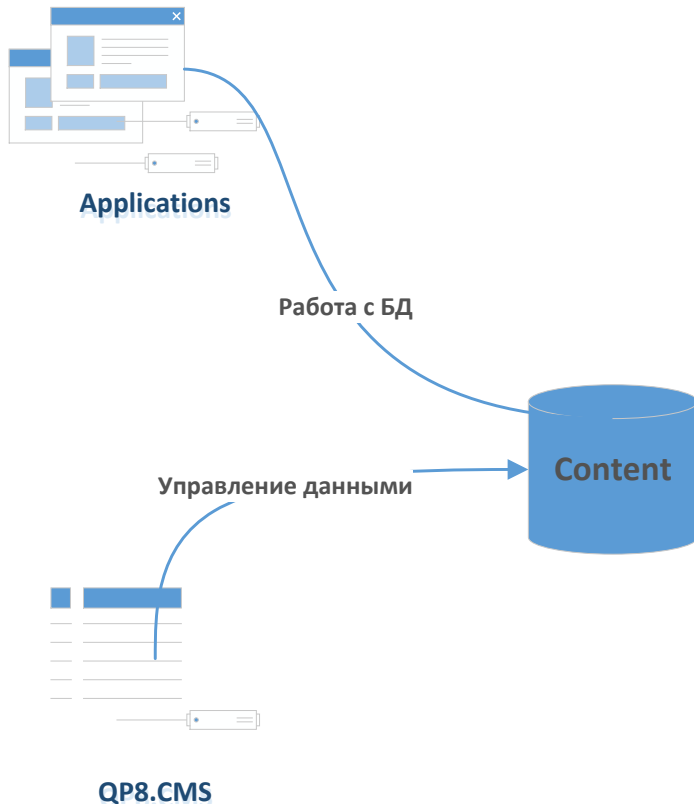 Applications
Работа с БД
Content
Управление данными
QP8.CMS